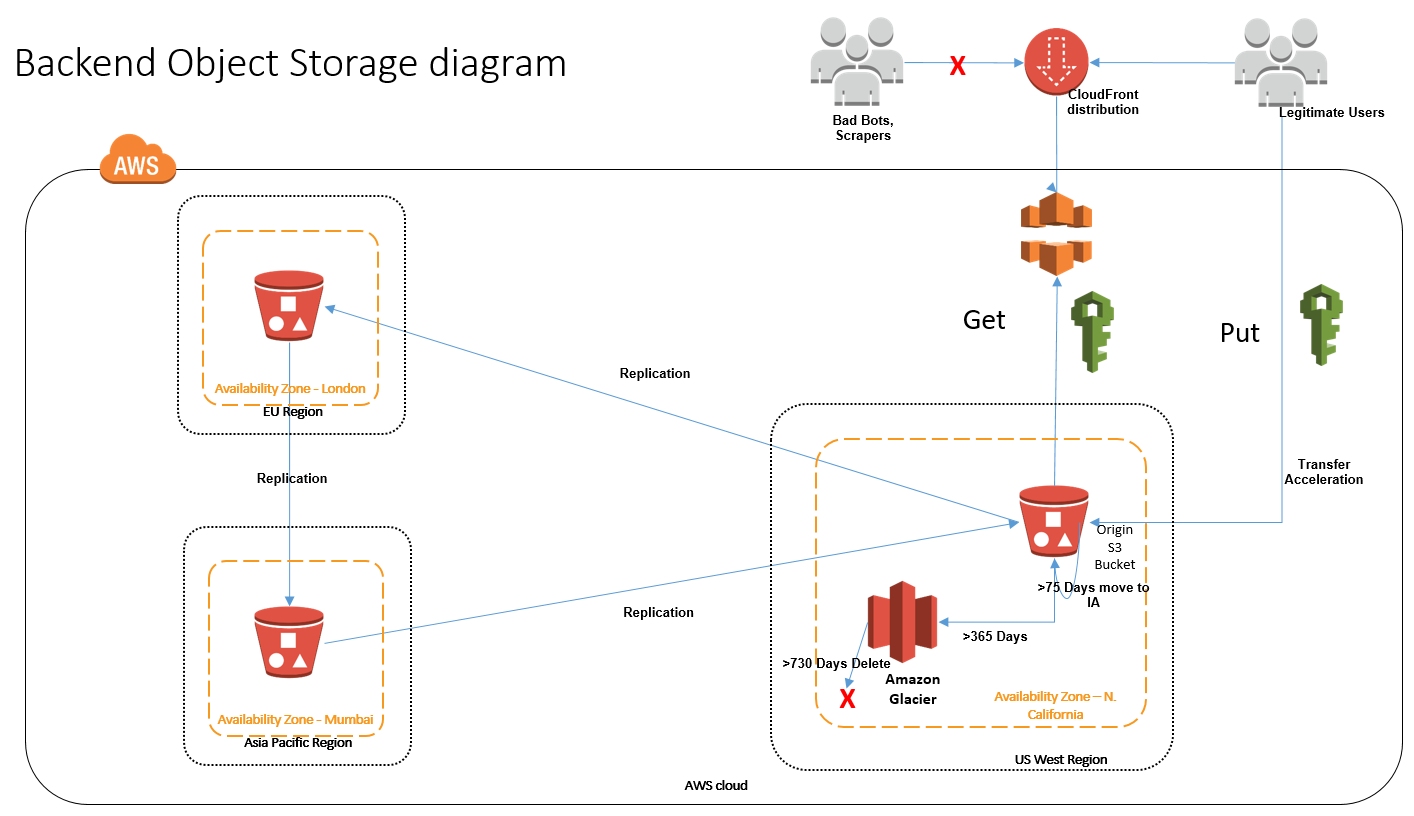 Backend Object Storage diagram
Bad Bots,
Scrapers
X
CloudFront
distribution
Legitimate Users
AWS
Get
Put
Availability Zone - London
EU Region
Replication
Replication
Transfer
Acceleration
Origin
S3
Bucket
>75 Days move to
IA
Replication
>365 Days
>730 Days Delete
X
Amazon
Glacier
Availability Zone – N.
California
US West Region
Availability Zone - Mumbai
Asia Pacific Region
AWS cloud